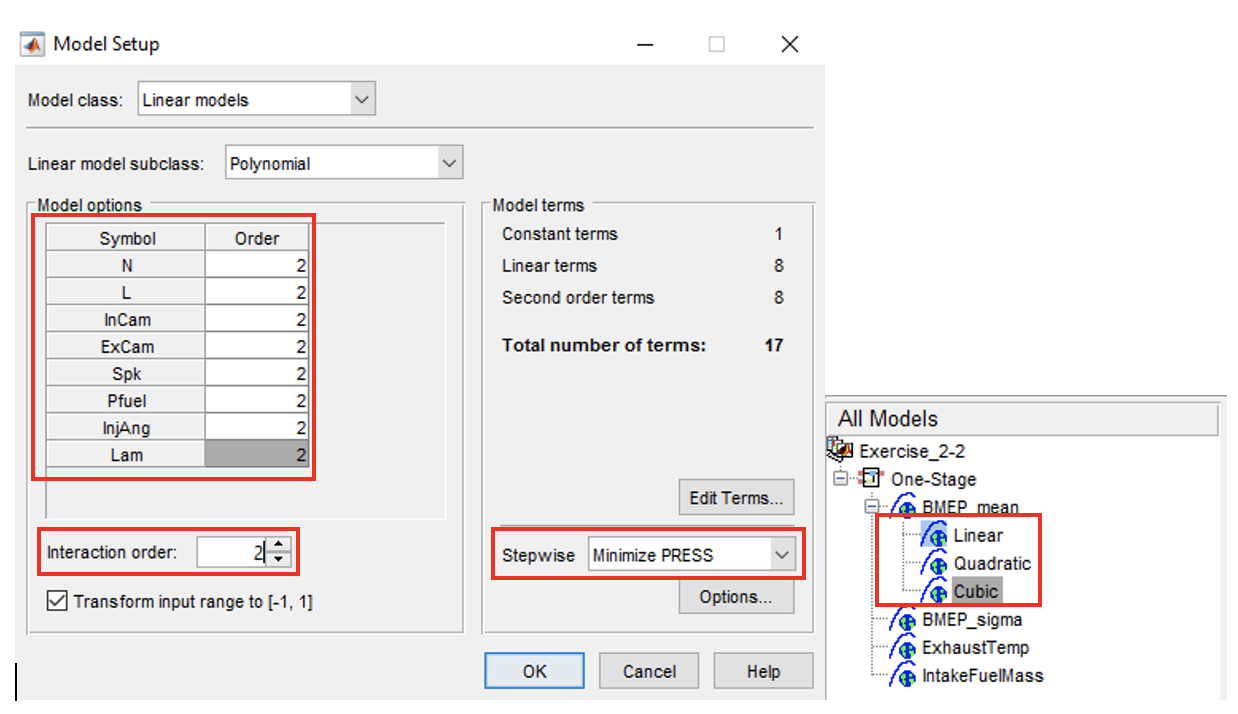 Model Setup
Model class: Linear models
Linear model subclass: Polynomial
Model options
Symbol Order
N 2
L 2
InCam 2
ExCam 2
Spk 2
Pfuel 2
InjAng 2
Lam 2
Interaction order: 2
Transform input range to [-1, 1]
Model terms
Constant terms 1
Linear terms 8
Second order terms 8
Total number of terms: 17
Edit Terms...
Stepwise Minimize PRESS
Options...
OK Cancel Help
All Models
Exercise_2-2
One-Stage
BMEP_mean
Linear
Quadratic
Cubic
BMEP_sigma
ExhaustTemp
IntakeFuelMass